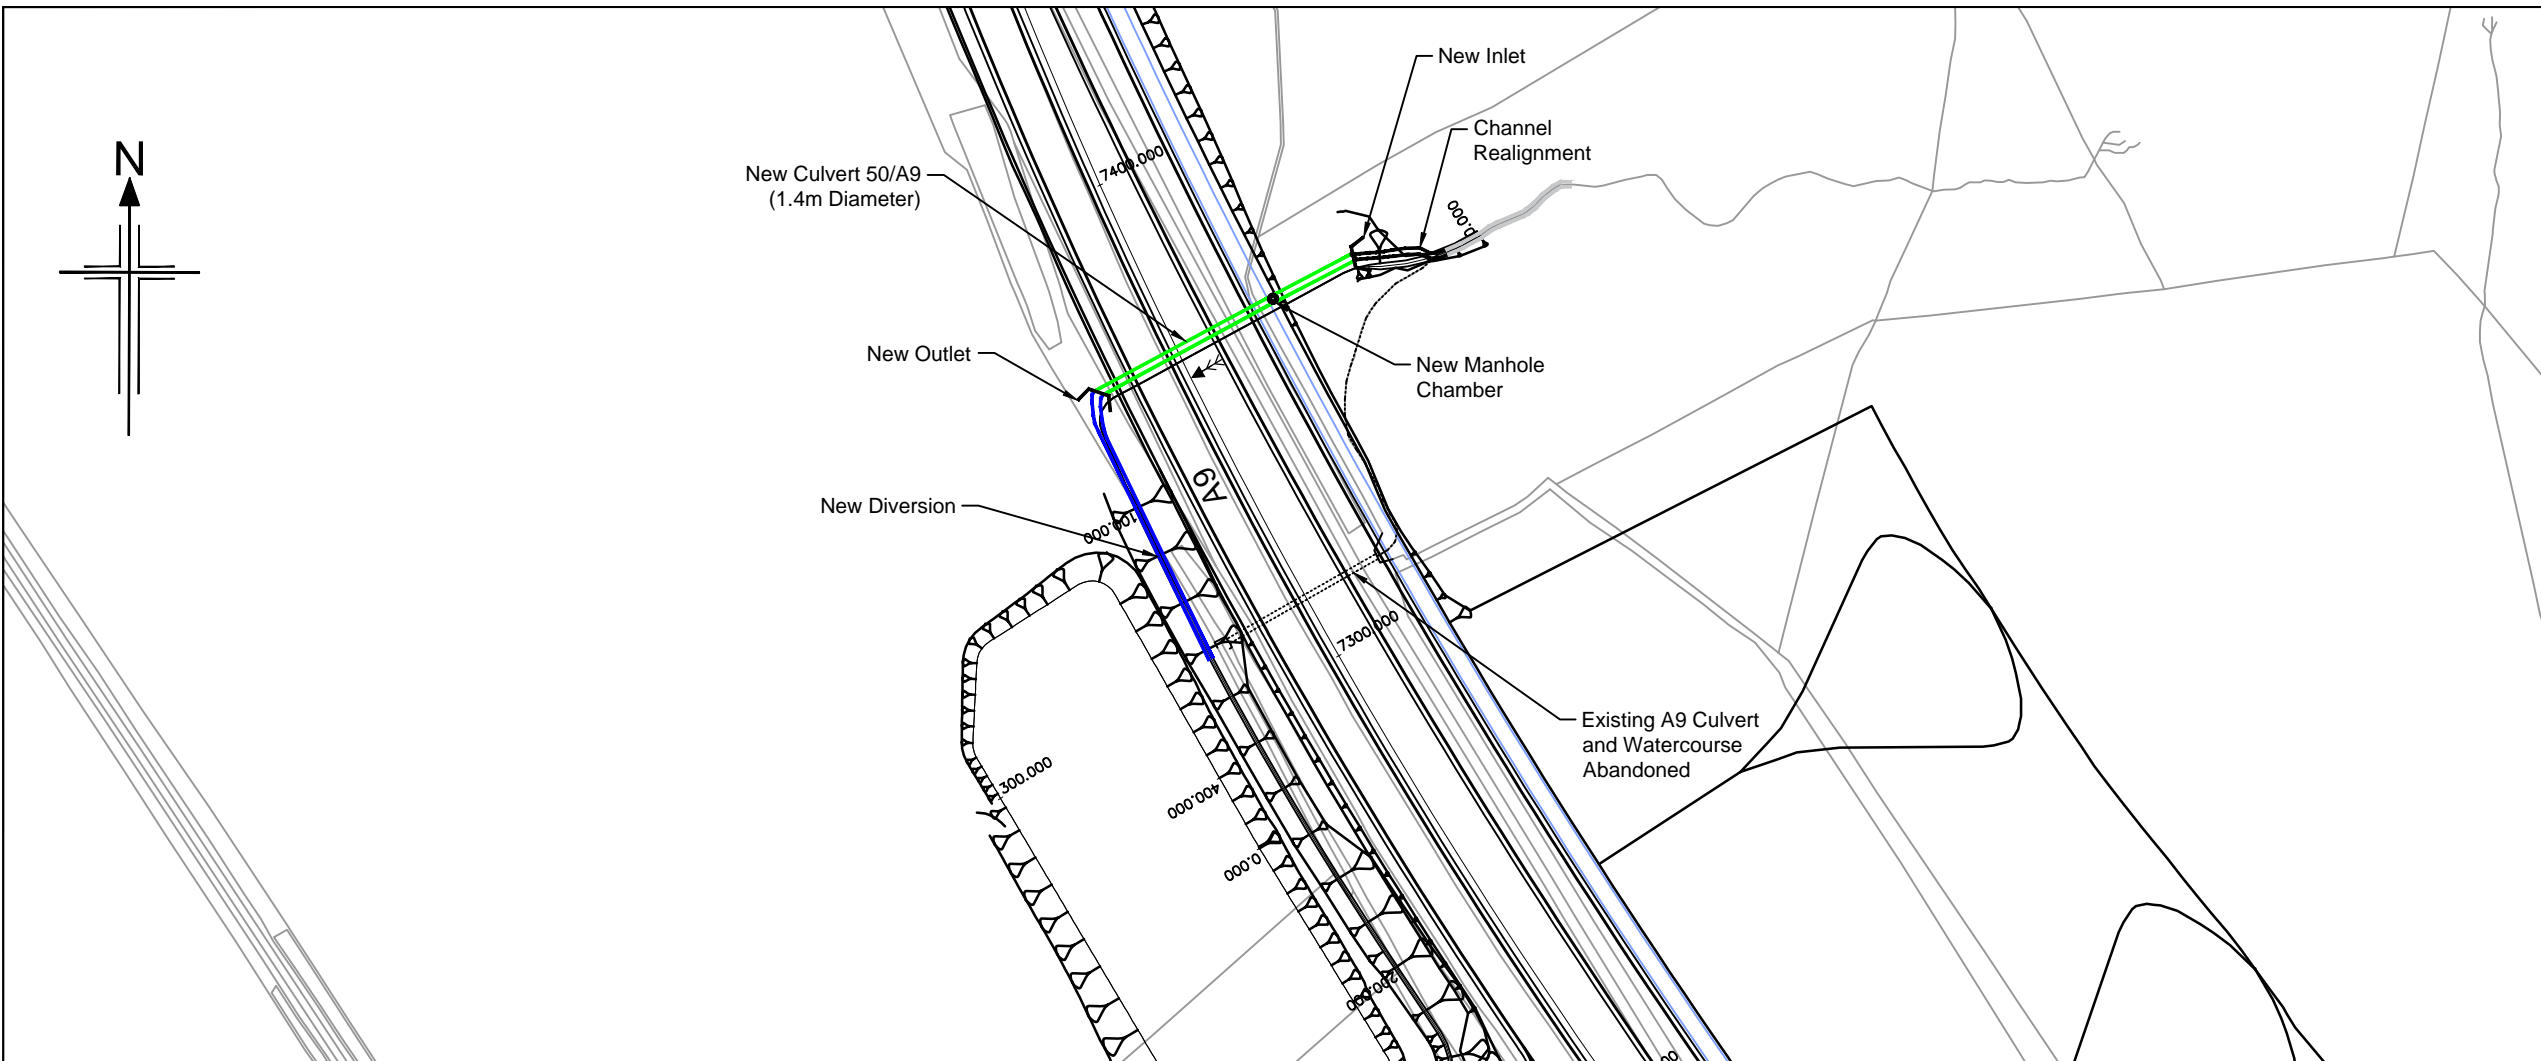 New Inlet
Channel
Realignment
N
7400.000
New Culvert 50/A9
(1.4m Diameter)
0.000
New Outlet
New Manhole
Chamber
A9
New Diversion
100.000
7300.000
Existing A9 Culvert
and Watercourse
Abandoned
300.000
400.000
0.000
200.000